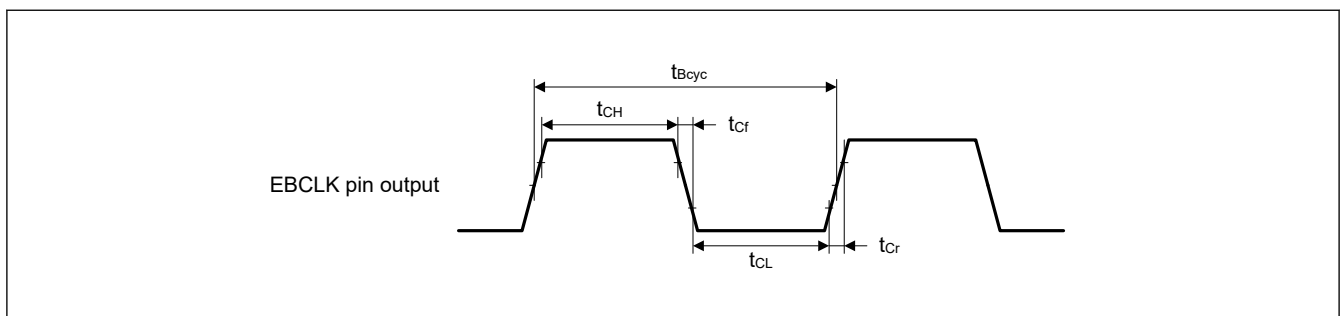 tBcyc
tCH
tCf
EBCLK pin output
tCL
tCr